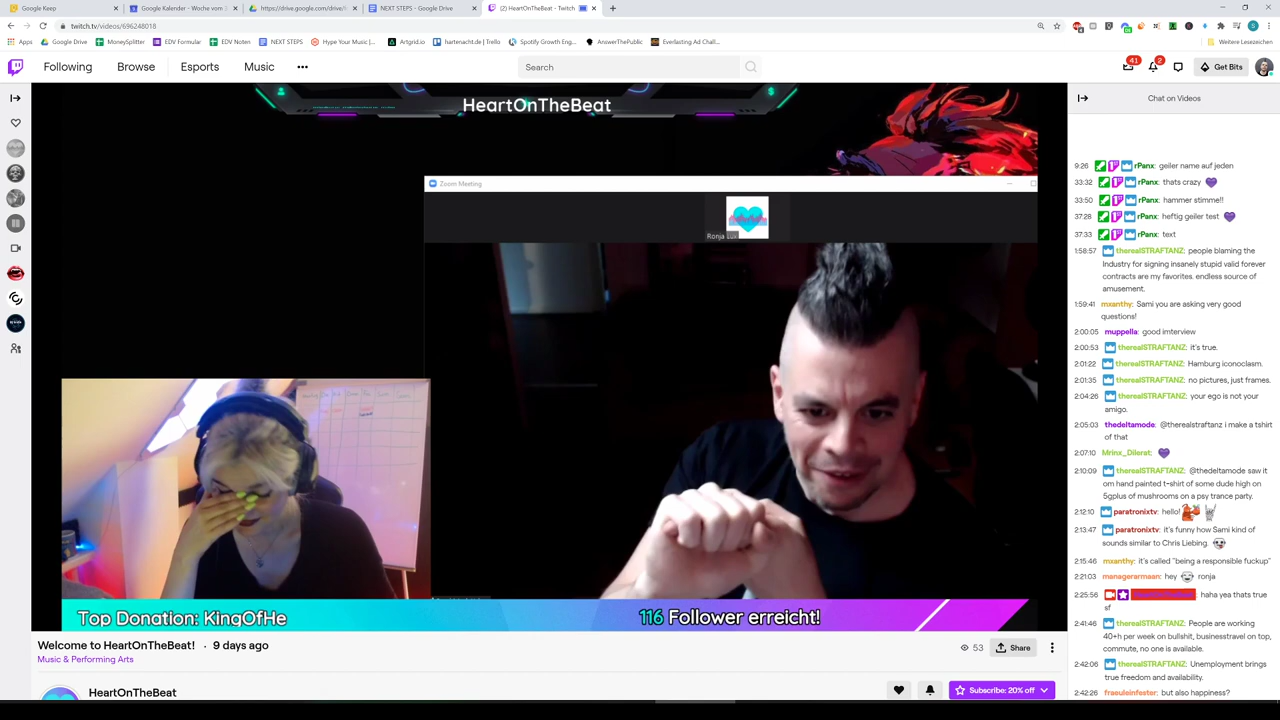 Google Keep
Google Kalender - Woche vom 3
https://drive.google.com/drive/f
NEXT STEPS - Google Drive
(2) HeartOnTheBeat - Twitch
twitch.tv/videos/696248018
Apps
Google Drive
MoneySplitter
EDV Formular
EDV Noten
NEXT STEPS
Hype Your Music |...
Artgrid.io
hartenacht.de | Trello
Spotify Growth Eng...
AnswerThePublic
Everlasting Ad Chall...
Weitere Lesezeichen
Following
Browse
Esports
Music
Search
41
2
Get Bits
HeartOnTheBeat
Zoom Meeting
Ronja Lux
Top Donation: KingOfHe
116 Follower erreicht!
Welcome to HeartOnTheBeat! · 9 days ago
Music & Performing Arts
53
Share
HeartOnTheBeat
Subscribe: 20% off
Chat on Videos
9:26 rPanx: geiler name auf jeden
33:32 rPanx: thats crazy
33:50 rPanx: hammer stimme!!
37:28 rPanx: heftig geiler test
37:33 rPanx: text
1:58:57 therealSTRAFTANZ: people blaming the
Industry for signing insanely stupid valid forever
contracts are my favorites. endless source of
amusement.
1:59:41 mxanthy: Sami you are asking very good
questions!
2:00:05 muppella: good imterview
2:00:53 therealSTRAFTANZ: it's true.
2:01:22 therealSTRAFTANZ: Hamburg iconoclasm.
2:01:35 therealSTRAFTANZ: no pictures, just frames.
2:04:26 therealSTRAFTANZ: your ego is not your
amigo.
2:05:03 thedeltamode: @therealstraftanz i make a tshirt
of that
2:07:10 Mrinx_Dilerat:
2:10:09 therealSTRAFTANZ: @thedeltamode saw it
om hand painted t-shirt of some dude high on
5gplus of mushrooms on a psy trance party.
2:12:10 paratronixtv: hello!
2:13:47 paratronixtv: it's funny how Sami kind of
sounds similar to Chris Liebing.
2:15:46 mxanthy: it's called "being a responsible fuckup"
2:21:03 managerarmaan: hey ronja
2:25:56 haha yea thats true
sf
2:41:46 therealSTRAFTANZ: People are working
40+h per week on bullshit, businesstravel on top,
commute, no one is available.
2:42:06 therealSTRAFTANZ: Unemployment brings
true freedom and availability.
2:42:26 fraeuleinfester: but also happiness?